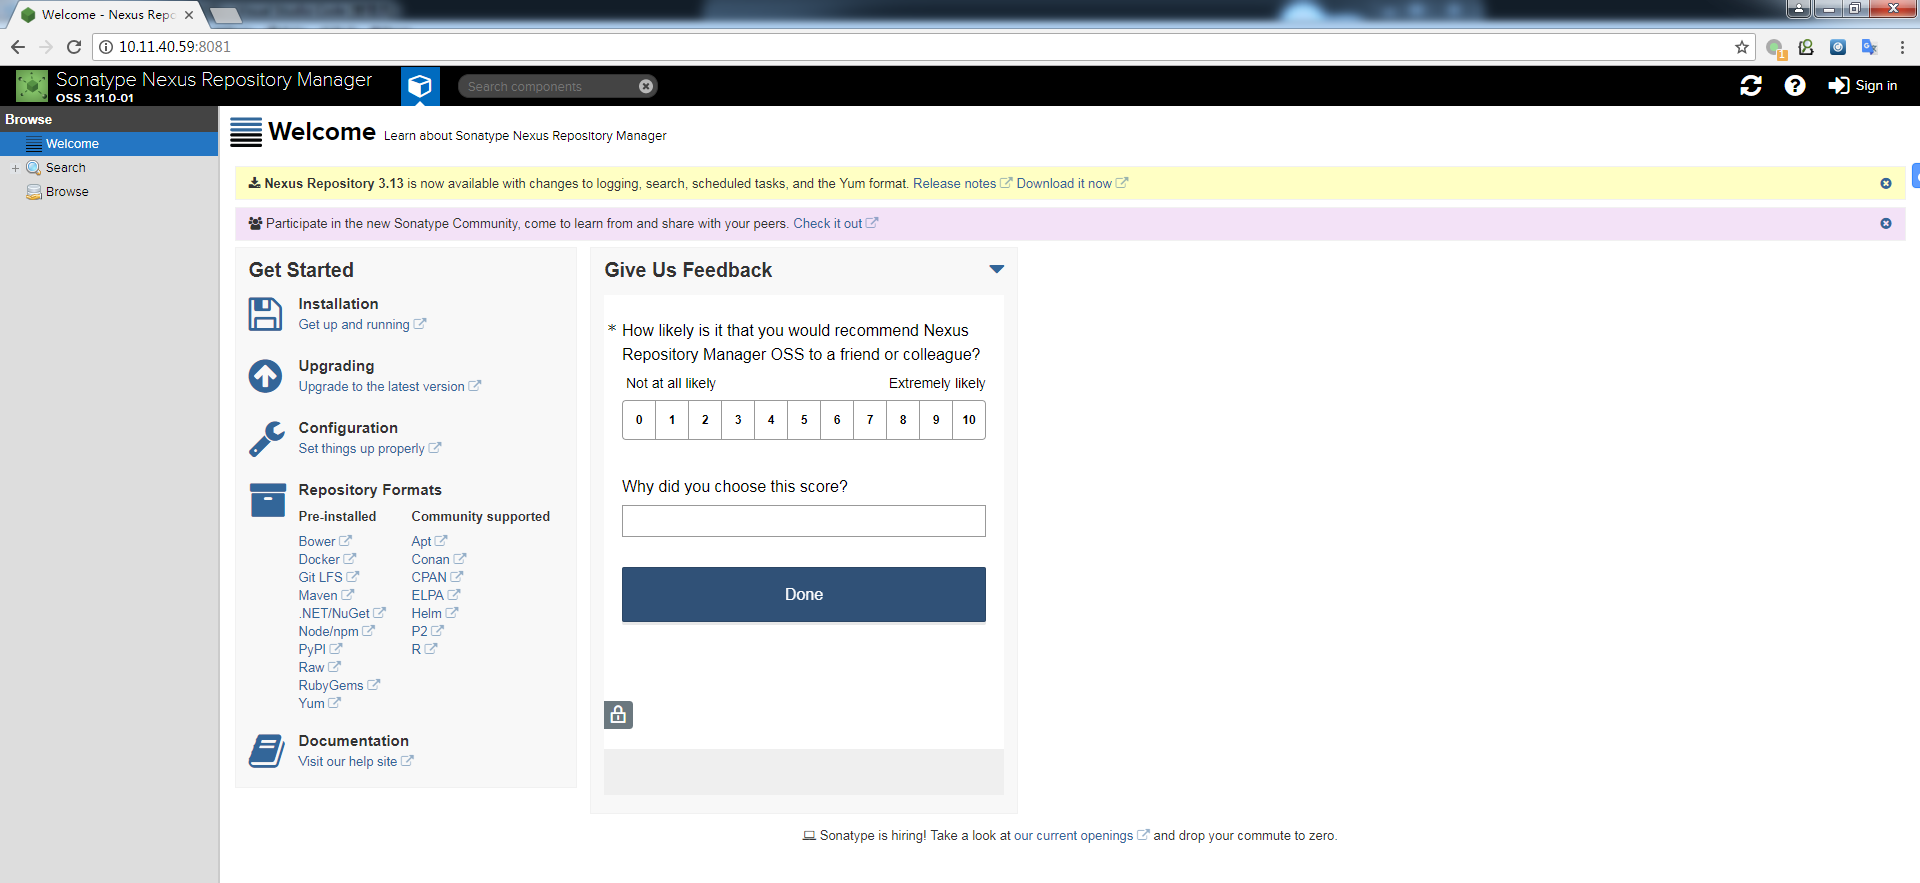 Welcome - Nexus Repo
10.11.40.59:8081
Sonatype Nexus Repository Manager
OSS 3.11.0-01
Search components
Sign in
Browse
Welcome
Search
Browse
Welcome Learn about Sonatype Nexus Repository Manager
Nexus Repository 3.13 is now available with changes to logging, search, scheduled tasks, and the Yum format. Release notes Download it now
Participate in the new Sonatype Community, come to learn from and share with your peers. Check it out
Get Started
Installation
Get up and running
Upgrading
Upgrade to the latest version
Configuration
Set things up properly
Repository Formats
Pre-installed Community supported
Bower Apt
Docker Conan
Git LFS CPAN
Maven ELPA
.NET/NuGet Helm
Node/npm P2
PyPI R
Raw
RubyGems
Yum
Documentation
Visit our help site
Give Us Feedback
* How likely is it that you would recommend Nexus
Repository Manager OSS to a friend or colleague?
Not at all likely Extremely likely
0 1 2 3 4 5 6 7 8 9 10
Why did you choose this score?
Done
Sonatype is hiring! Take a look at our current openings and drop your commute to zero.